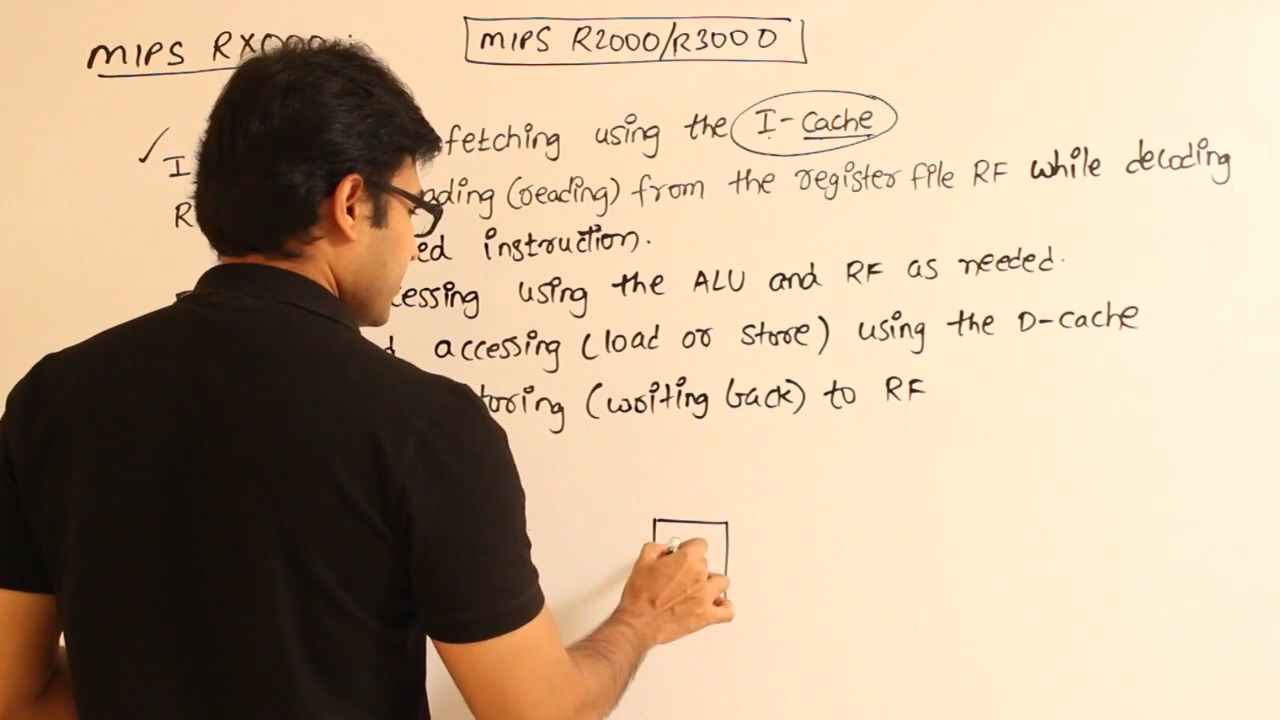 MIPS RX000:
MIPS R2000/R3000
I fetching using the I-cache
R ading (reading) from the register file RF while decoding
ed instruction.
cessing using the ALU and RF as needed.
accessing (load or store) using the D-cache
toring (writing back) to RF